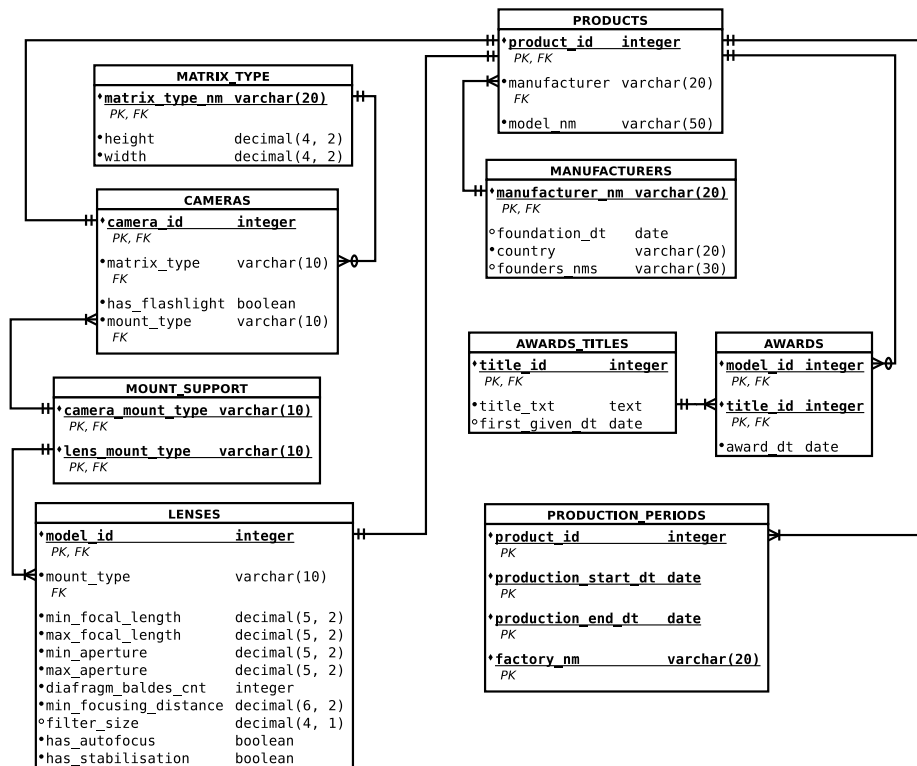 PRODUCTS
product_id integer
PK, FK
manufacturer varchar(20)
FK
model_nm varchar(50)
MATRIX_TYPE
matrix_type_nm varchar(20)
PK, FK
height decimal(4, 2)
width decimal(4, 2)
MANUFACTURERS
manufacturer_nm varchar(20)
PK, FK
foundation_dt date
country varchar(20)
founders_nms varchar(30)
CAMERAS
camera_id integer
PK, FK
matrix_type varchar(10)
FK
has_flashlight boolean
mount_type varchar(10)
FK
AWARDS_TITLES
title_id integer
PK, FK
title_txt text
first_given_dt date
AWARDS
model_id integer
PK, FK
title_id integer
PK, FK
award_dt date
MOUNT_SUPPORT
camera_mount_type varchar(10)
PK, FK
lens_mount_type varchar(10)
PK, FK
LENSES
model_id integer
PK, FK
mount_type varchar(10)
FK
min_focal_length decimal(5, 2)
max_focal_length decimal(5, 2)
min_aperture decimal(5, 2)
max_aperture decimal(5, 2)
diafragm_baldes_cnt integer
min_focusing_distance decimal(6, 2)
filter_size decimal(4, 1)
has_autofocus boolean
has_stabilisation boolean
PRODUCTION_PERIODS
product_id integer
PK
production_start_dt date
PK
production_end_dt date
PK
factory_nm varchar(20)
PK